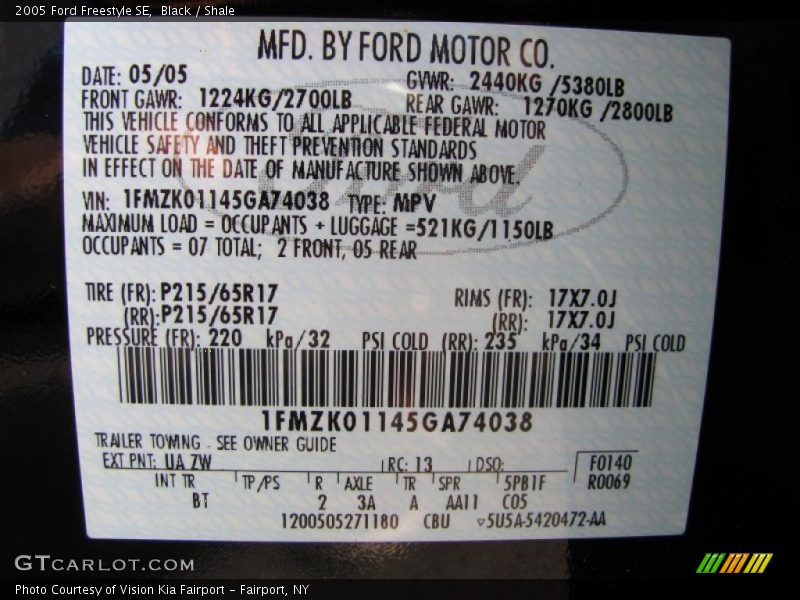 2005 Ford Freestyle SE, Black / Shale
MFD. BY FORD MOTOR CO.
DATE: 05/05 GVWR: 2440KG /5380LB
FRONT GAWR: 1224KG/2700LB REAR GAWR: 1270KG /2800LB
THIS VEHICLE CONFORMS TO ALL APPLICABLE FEDERAL MOTOR
VEHICLE SAFETY AND THEFT PREVENTION STANDARDS
IN EFFECT ON THE DATE OF MANUFACTURE SHOWN ABOVE.
Ford
VIN: 1FMZK01145GA74038 TYPE: MPV
MAXIMUM LOAD = OCCUPANTS + LUGGAGE =521KG/1150LB
OCCUPANTS = 07 TOTAL; 2 FRONT, 05 REAR
TIRE (FR): P215/65R17 RIMS (FR): 17X7.0J
(RR): P215/65R17 (RR): 17X7.0J
PRESSURE (FR): 220 kPa/32 PSI COLD (RR): 235 kPa/34 PSI COLD
1FMZK01145GA74038
TRAILER TOWING - SEE OWNER GUIDE
EXT PNT: UA ZW RC: 13 DSO: F0140
INT TR TP/PS R AXLE TR SPR 5PB1F R0069
BT 2 3A A AA11 C05
1200505271180 CBU ▽5U5A-5420472-AA
GTCARLOT.COM
Photo Courtesy of Vision Kia Fairport – Fairport, NY